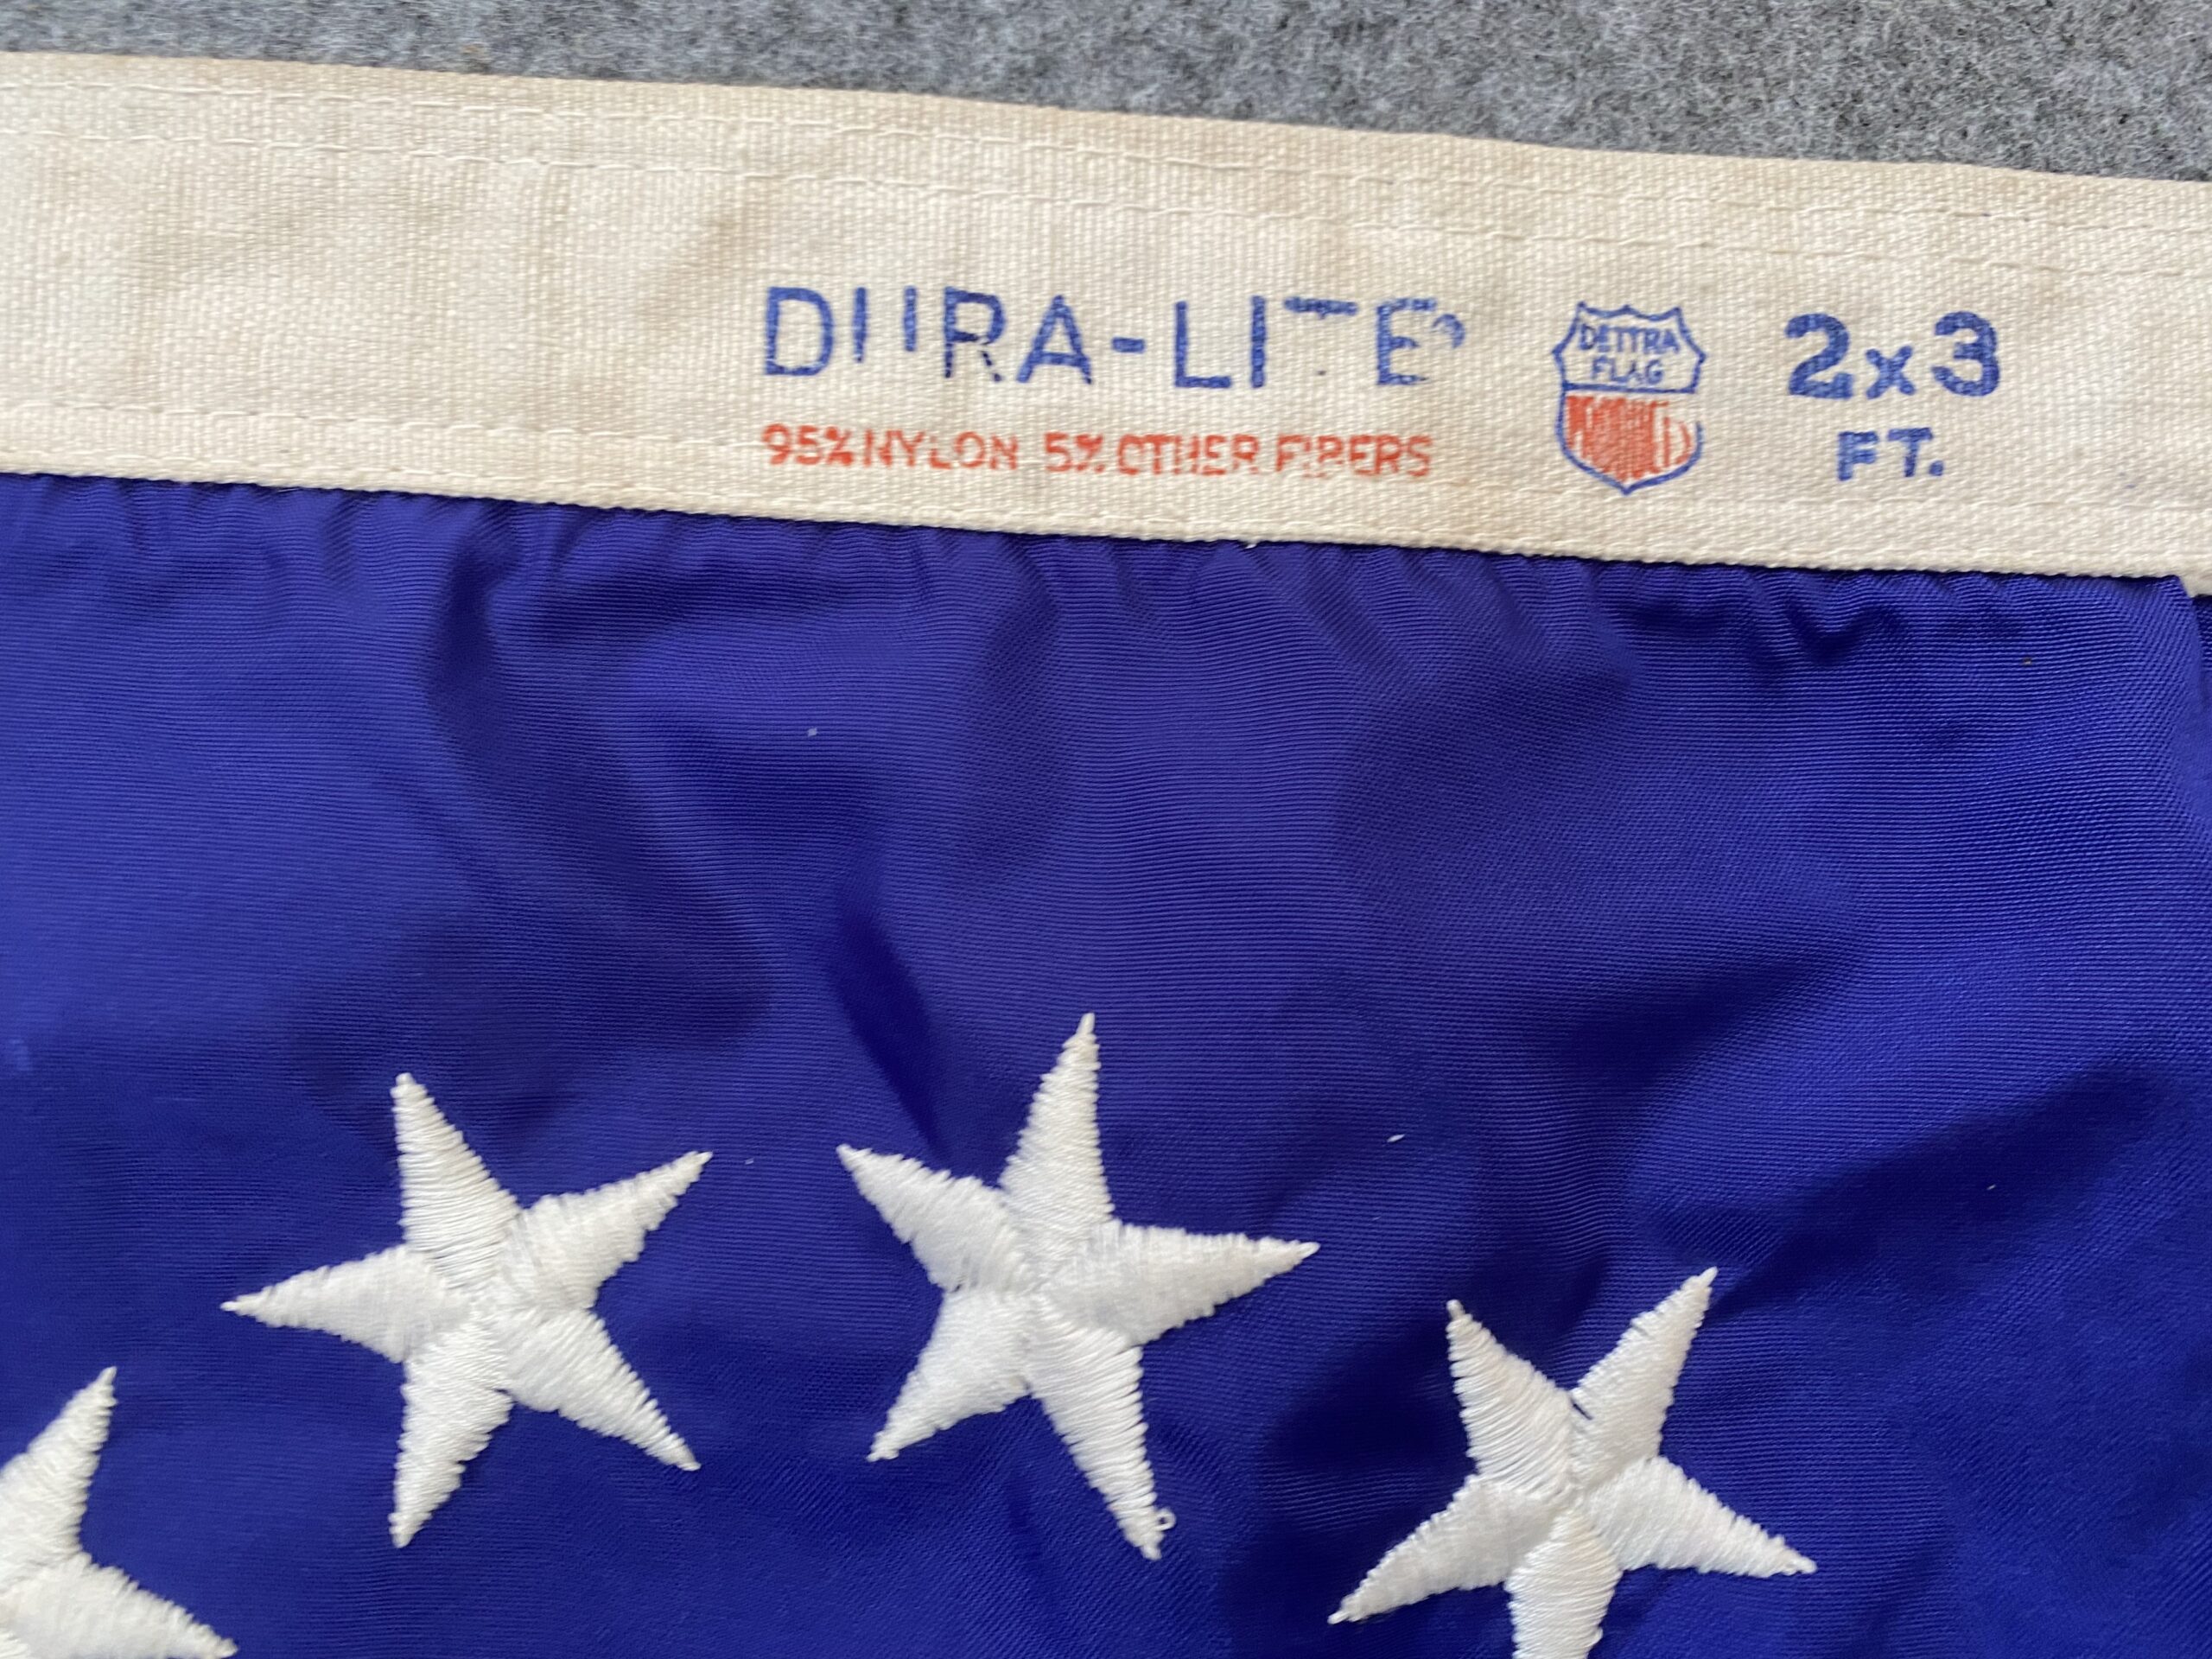 DURA-LITE®
95% NYLON 5% OTHER FIBERS
DETTRA
FLAG
2x3
FT.